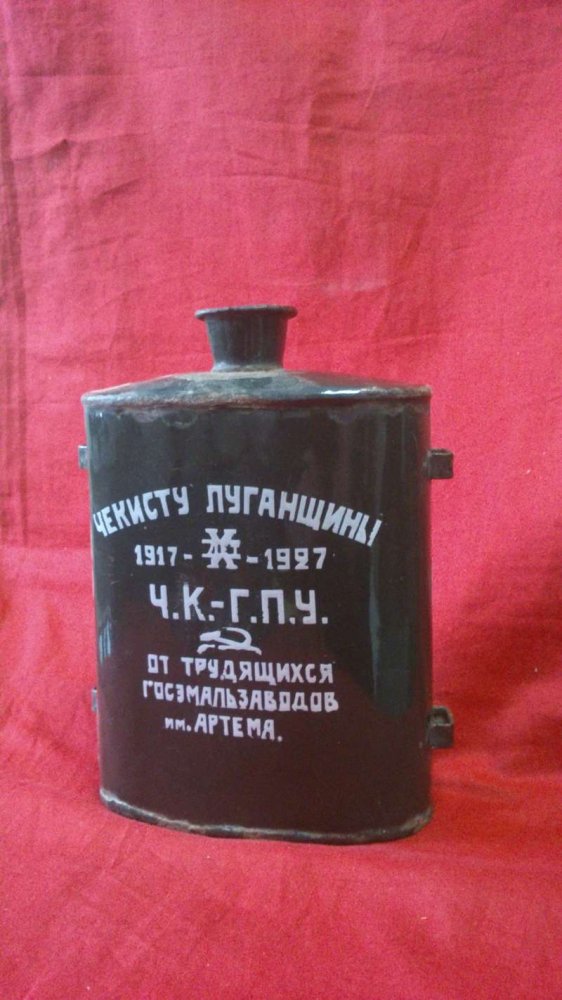 ЧЕКИСТУ ЛУГАНЩИНЫ
1917-X-1927
Ч.К.-Г.П.У.
ОТ ТРУДЯЩИХСЯ
ГОСЭМАЛЬЗАВОДОВ
им. АРТЕМА.